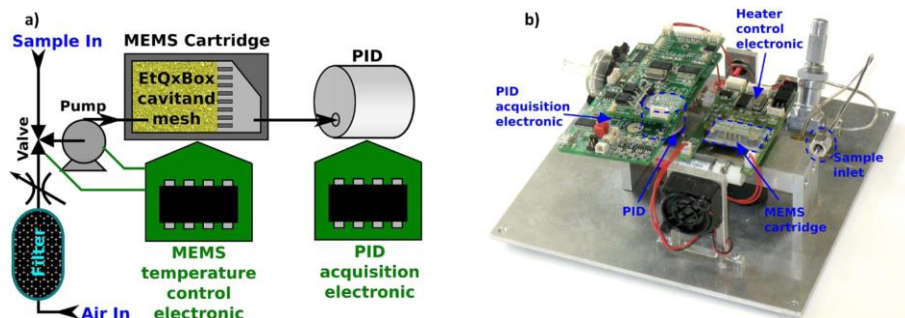 a)
Sample In
MEMS Cartridge
PID
EtQxBox
cavitand
mesh
Pump
Valve
Filter
Air In
MEMS
temperature
control
electronic
PID
acquisition
electronic
b)
Heater
control
electronic
PID
acquisition
electronic
PID
MEMS
cartridge
Sample
inlet